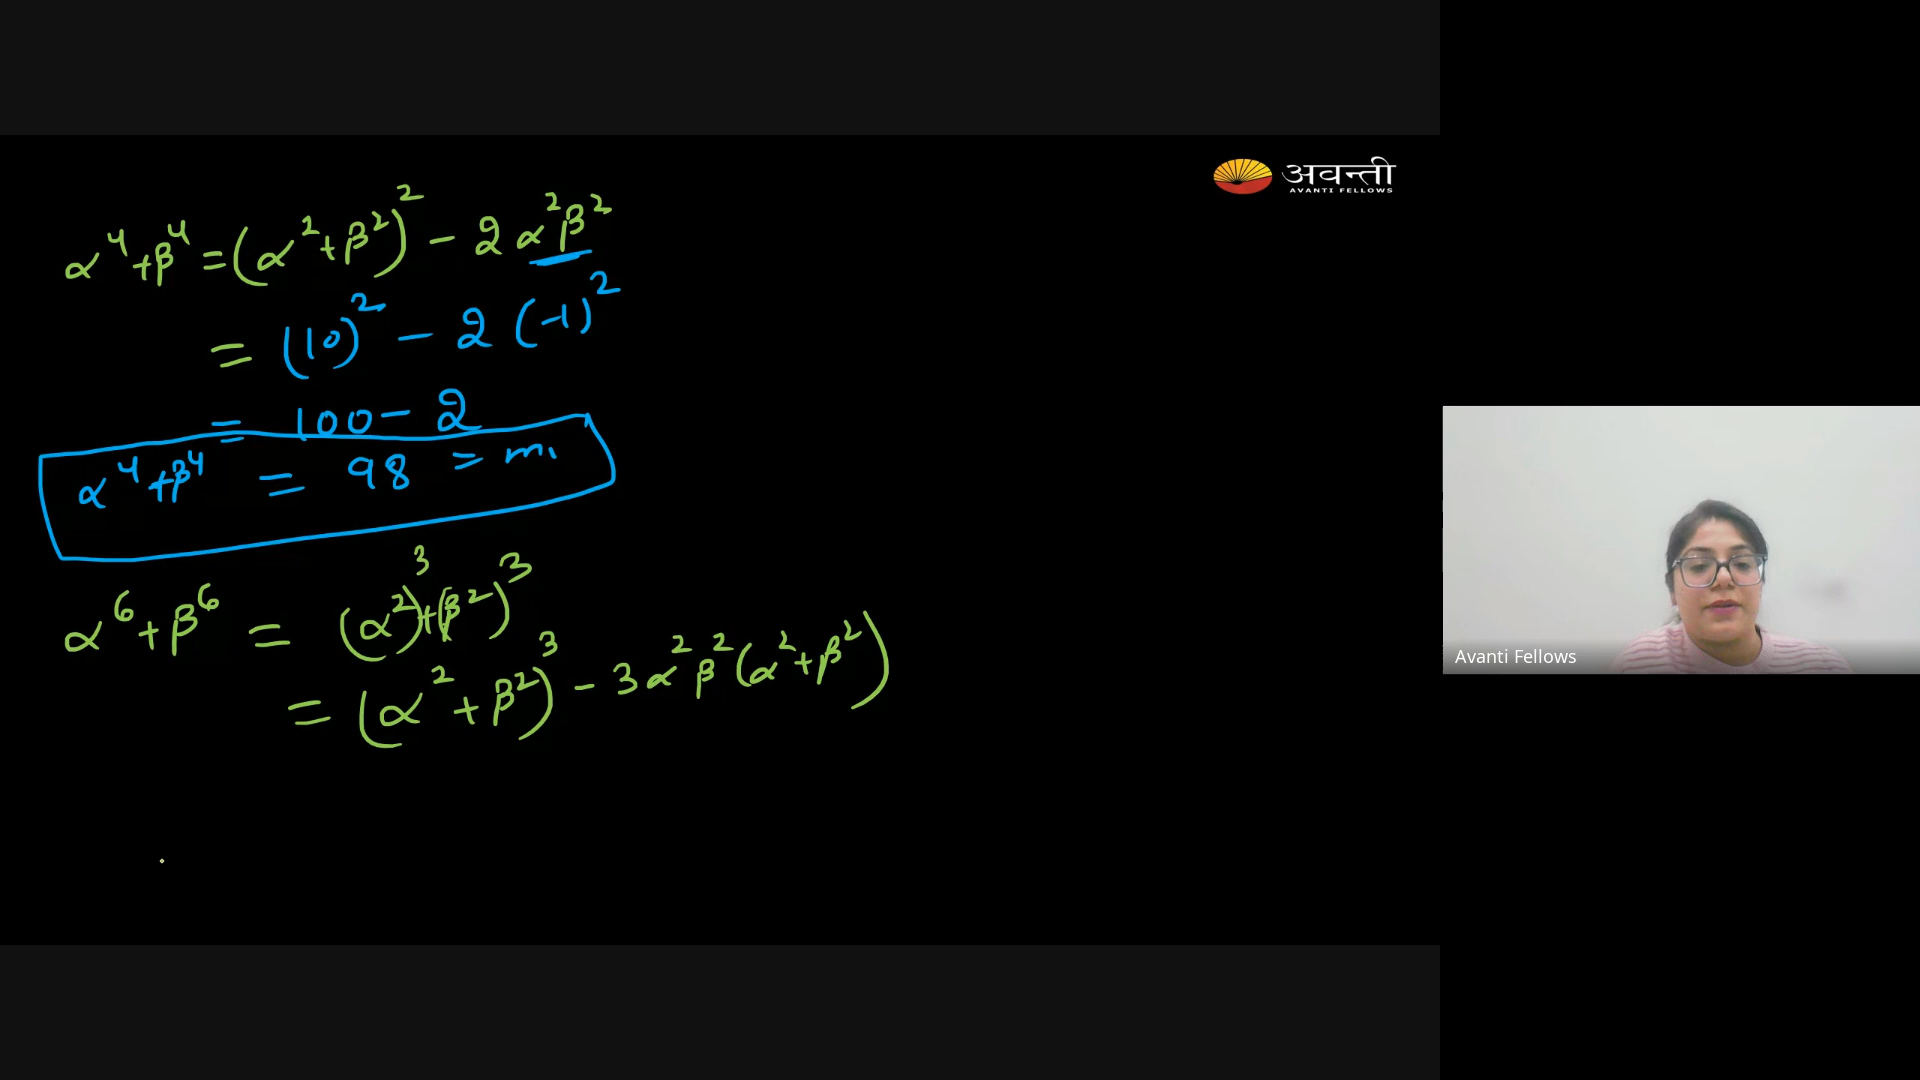 अवन्ती
AVANTI FELLOWS
α⁴+β⁴=(α²+β²)² - 2α²β²
= (10)² - 2 (-1)²
= 100 - 2
α⁴+β⁴ = 98 = m₁
α⁶+β⁶ = (α²)³+(β²)³
= (α²+β²)³ - 3α²β²(α²+β²)
Avanti Fellows